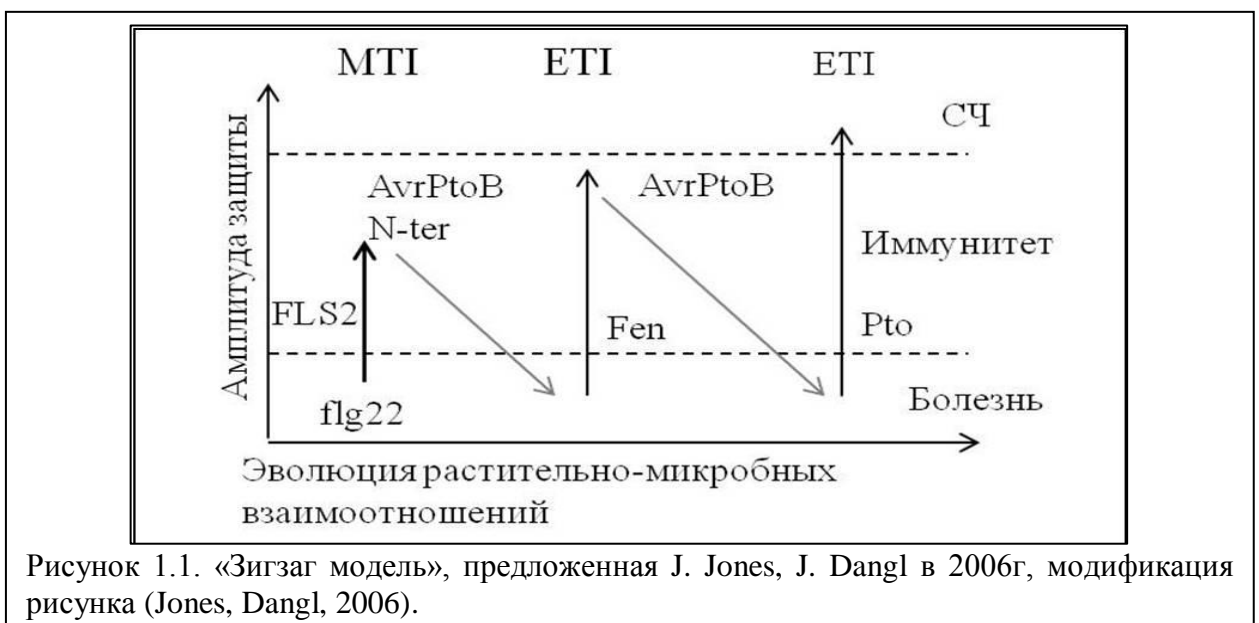 MTI ETI ETI
СЧ
Амплитуда защиты
AvrPtoB AvrPtoB
N-ter
Иммунитет
FLS2
Fen
Pto
flg22
Болезнь
Эволюция растительно-микробных
взаимоотношений
Рисунок 1.1. «Зигзаг модель», предложенная J. Jones, J. Dangl в 2006г, модификация
рисунка (Jones, Dangl, 2006).